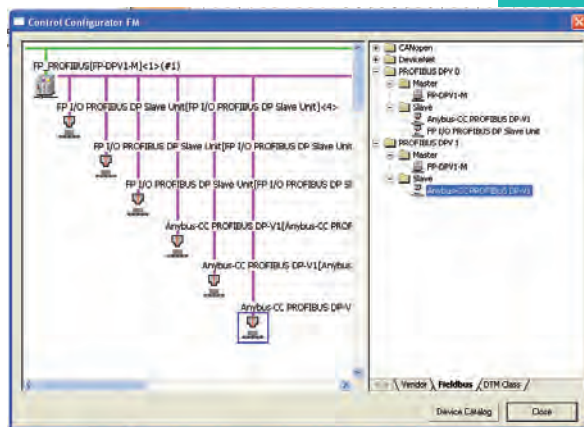 Control Configurator FM
FP_PROFIBUS[FP-DPV1-M]<1>(#1)
FP I/O PROFIBUS DP Slave Unit[FP I/O PROFIBUS DP Slave Unit]<4>
FP I/O PROFIBUS DP Slave Unit[FP I/O PROFIBUS DP Slave Unit
FP I/O PROFIBUS DP Slave Unit[FP I/O PROFIBUS DP Sl
Anybus-CC PROFIBUS DP-V1[Anybus-CC PROF
Anybus-CC PROFIBUS DP-V1[Anybus-
Anybus-CC PROFIBUS DP-V
CANopen
DeviceNet
PROFIBUS DPV 0
Master
FP-DPV1-M
Slave
Anybus-CC PROFIBUS DP-V1
FP I/O PROFIBUS DP Slave Unit
PROFIBUS DPV 1
Master
FP-DPV1-M
Slave
Anybus-CC PROFIBUS DP-V1
Vendor Fieldbus DTM Class
Device Catalog Close